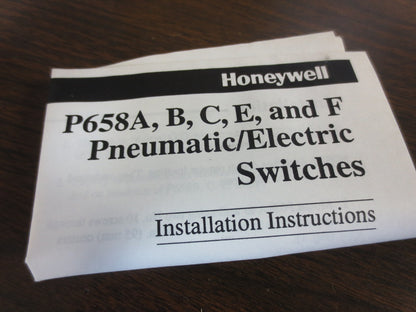 Honeywell
P658A, B, C, E, and F
Pneumatic/Electric
Switches
Installation Instructions